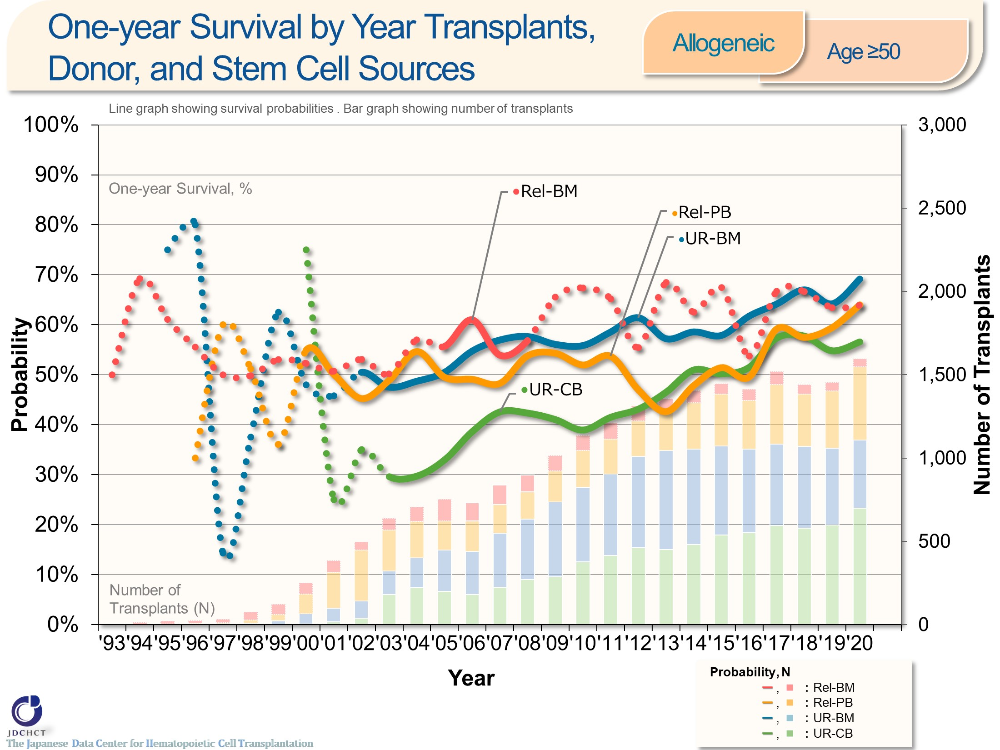 One-year Survival by Year Transplants,
Donor, and Stem Cell Sources
Allogeneic
Age ≥50
Line graph showing survival probabilities . Bar graph showing number of transplants
100%
90%
80%
70%
60%
50%
40%
30%
20%
10%
0%
Probability
One-year Survival, %
Rel-BM
Rel-PB
UR-BM
UR-CB
Number of
Transplants (N)
3,000
2,500
2,000
1,500
1,000
500
0
Number of Transplants
'93 '94 '95 '96 '97 '98 '99 '00 '01 '02 '03 '04 '05 '06 '07 '08 '09 '10 '11 '12 '13 '14 '15 '16 '17 '18 '19 '20
Year
Probability, N
, : Rel-BM
, : Rel-PB
, : UR-BM
, : UR-CB
JDCHCT
The Japanese Data Center for Hematopoietic Cell Transplantation